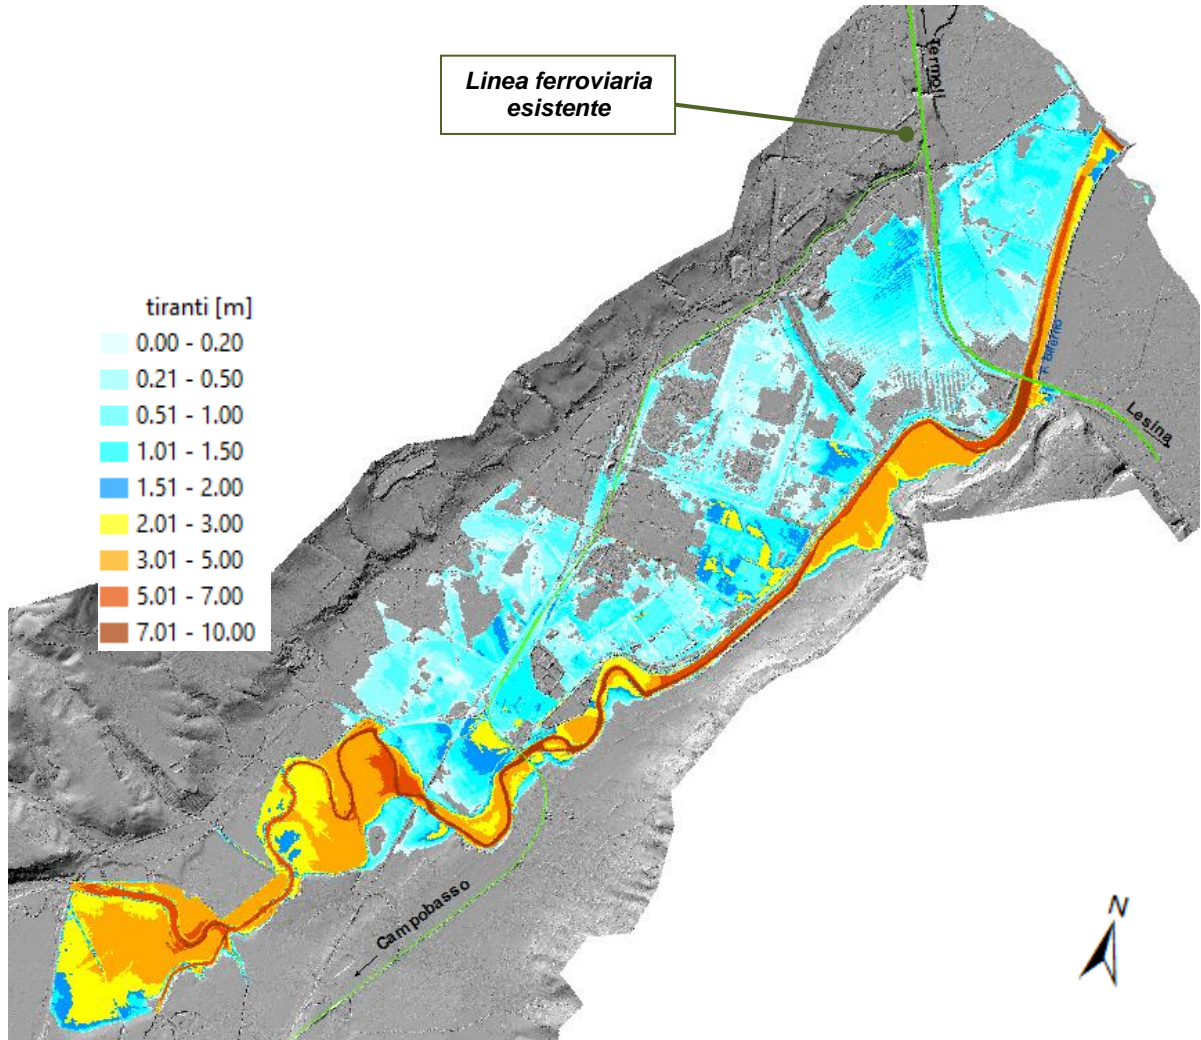 Termoli
Linea ferroviaria
esistente
tiranti [m]
0.00 - 0.20
0.21 - 0.50
0.51 - 1.00
1.01 - 1.50
1.51 - 2.00
2.01 - 3.00
3.01 - 5.00
5.01 - 7.00
7.01 - 10.00
F. Biferno
Lesina
Campobasso
N